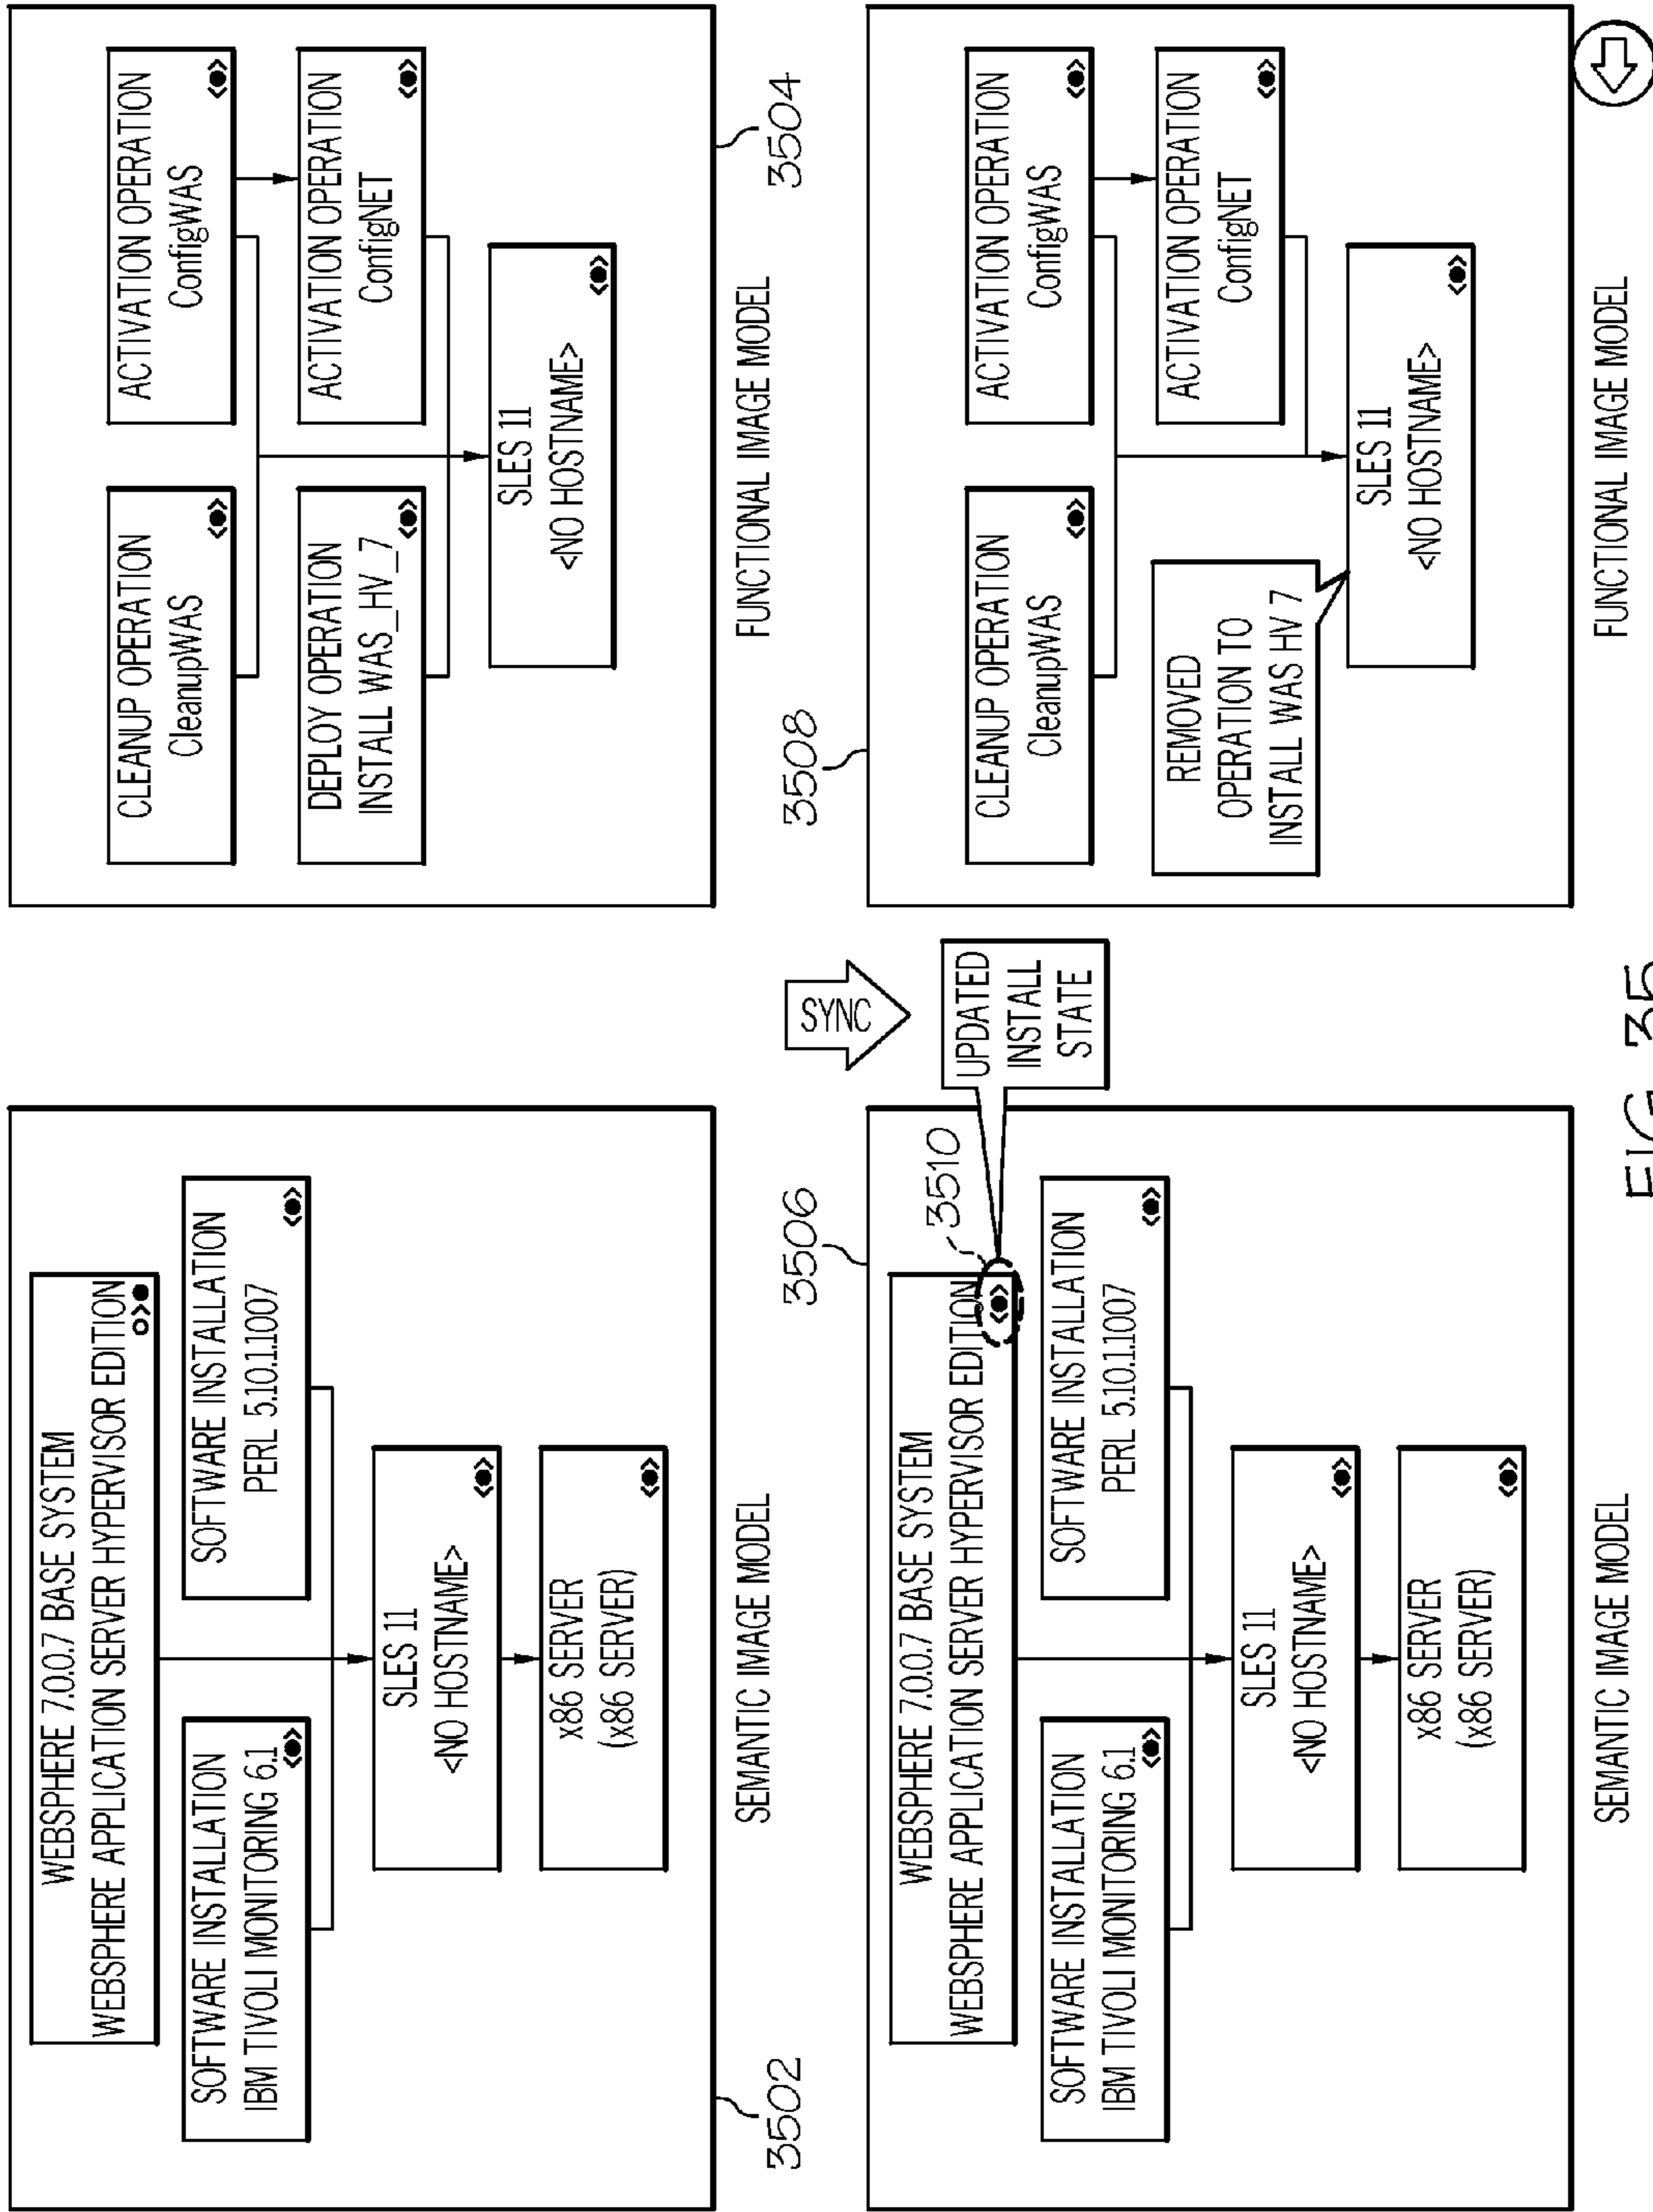 WEBSPHERE 7.0.0.7 BASE SYSTEM
WEBSPHERE APPLICATION SERVER HYPERVISOR EDITION
SOFTWARE INSTALLATION
IBM TIVOLI MONITORING 6.1
SOFTWARE INSTALLATION
PERL 5.10.1.1007
SLES 11
<NO HOSTNAME>
x86 SERVER
(x86 SERVER)
SEMANTIC IMAGE MODEL
3502
CLEANUP OPERATION
CleanupWAS
ACTIVATION OPERATION
ConfigWAS
DEPLOY OPERATION
INSTALL WAS_HV_7
ACTIVATION OPERATION
ConfigNET
SLES 11
<NO HOSTNAME>
FUNCTIONAL IMAGE MODEL
3504
SYNC
3506
WEBSPHERE 7.0.0.7 BASE SYSTEM
WEBSPHERE APPLICATION SERVER HYPERVISOR EDITION
3510
UPDATED
INSTALL
STATE
SOFTWARE INSTALLATION
IBM TIVOLI MONITORING 6.1
SOFTWARE INSTALLATION
PERL 5.10.1.1007
SLES 11
<NO HOSTNAME>
x86 SERVER
(x86 SERVER)
SEMANTIC IMAGE MODEL
3508
CLEANUP OPERATION
CleanupWAS
ACTIVATION OPERATION
ConfigWAS
REMOVED
OPERATION TO
INSTALL WAS HV 7
ACTIVATION OPERATION
ConfigNET
SLES 11
<NO HOSTNAME>
FUNCTIONAL IMAGE MODEL
FIG. 35